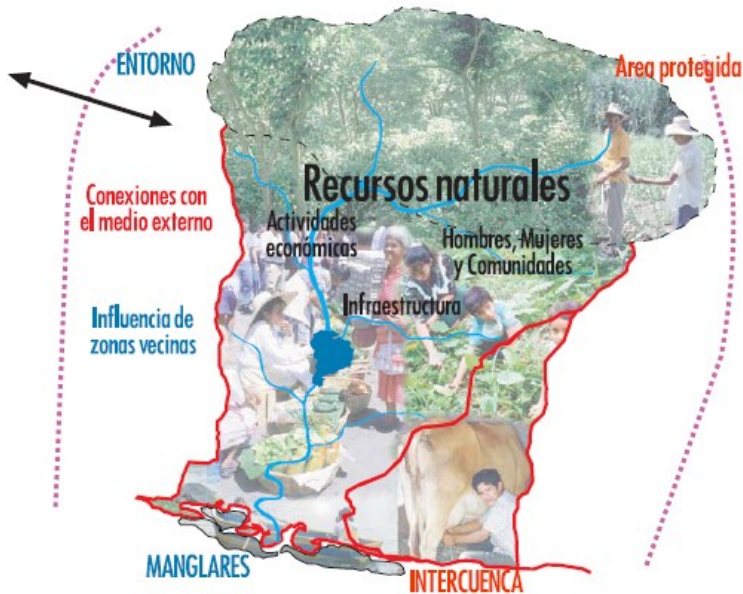 ENTORNO
Area protegida
Recursos naturales
Conexiones con
el medio externo
Actividades
económicas
Hombres, Mujeres
y Comunidades
Influencia de
zonas vecinas
Infraestructura
MANGLARES
INTERCUENCA